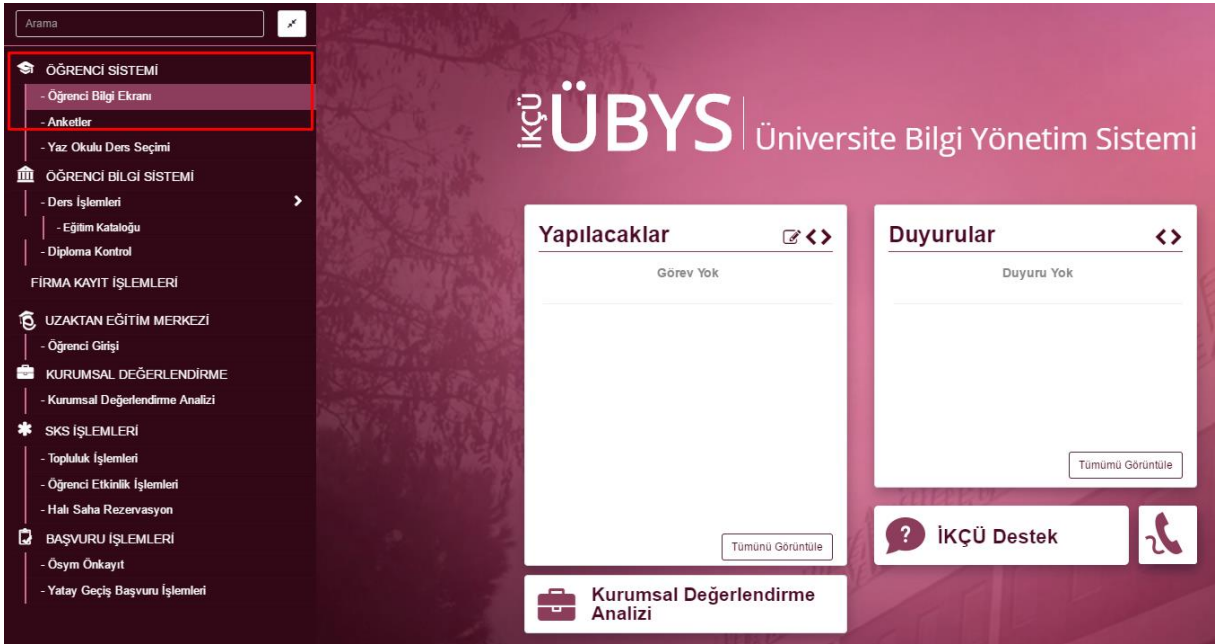 Arama
ÖĞRENCİ SİSTEMİ
- Öğrenci Bilgi Ekranı
- Anketler
- Yaz Okulu Ders Seçimi
ÖĞRENCİ BİLGİ SİSTEMİ
- Ders İşlemleri
- Eğitim Kataloğu
- Diploma Kontrol
FİRMA KAYIT İŞLEMLERİ
UZAKTAN EĞİTİM MERKEZİ
- Öğrenci Girişi
KURUMSAL DEĞERLENDİRME
- Kurumsal Değerlendirme Analizi
SKS İŞLEMLERİ
- Topluluk İşlemleri
- Öğrenci Etkinlik İşlemleri
- Halı Saha Rezervasyon
BAŞVURU İŞLEMLERİ
- Ösym Önkayıt
- Yatay Geçiş Başvuru İşlemleri
İKÇÜ ÜBYS Üniversite Bilgi Yönetim Sistemi
Yapılacaklar
Görev Yok
Tümünü Görüntüle
Kurumsal Değerlendirme
Analizi
Duyurular
Duyuru Yok
Tümümü Görüntüle
? İKÇÜ Destek